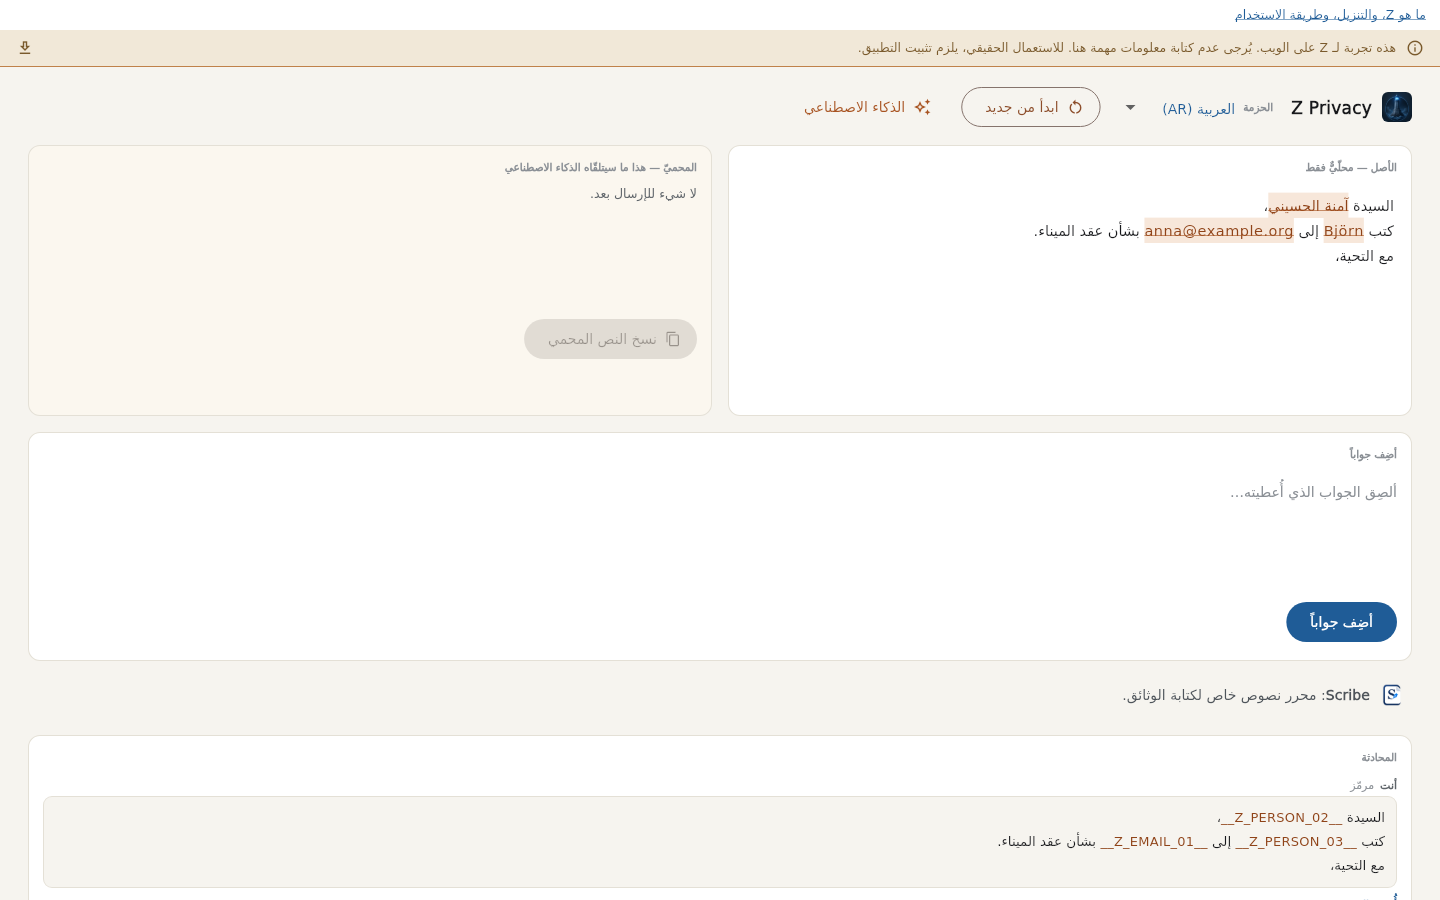 ما هو Z، والتنزيل، وطريقة الاستخدام
هذه تجربة لـ Z على الويب. يُرجى عدم كتابة معلومات مهمة هنا. للاستعمال الحقيقي، يلزم تثبيت التطبيق.
Z Privacy
الحزمة
العربية (AR)
ابدأ من جديد
الذكاء الاصطناعي
الأصل — محلّيٌّ فقط
السيدة آمنة الحسيني،
كتب Björn إلى anna@example.org بشأن عقد الميناء.
مع التحية،
المحميّ — هذا ما سيتلقّاه الذكاء الاصطناعي
لا شيء للإرسال بعد.
نسخ النص المحمي
أضِف جواباً
ألصِق الجواب الذي أُعطيته…
أضِف جواباً
Scribe: محرر نصوص خاص لكتابة الوثائق.
المحادثة
أنت مرمّز
السيدة __Z_PERSON_02__،
كتب __Z_PERSON_03__ إلى __Z_EMAIL_01__ بشأن عقد الميناء.
مع التحية،